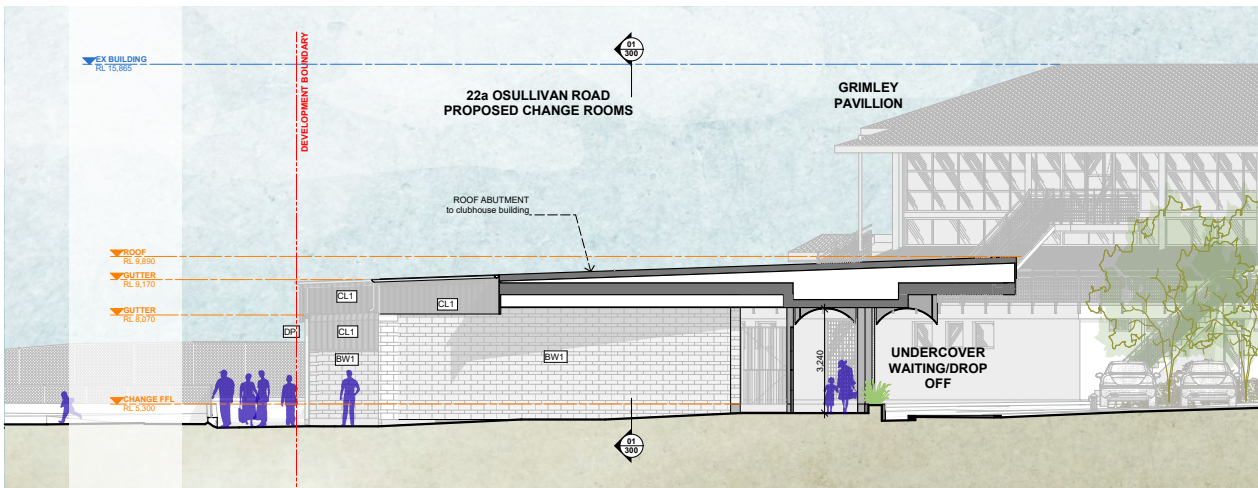 DEVELOPMENT BOUNDARY
EX BUILDING
RL 15,865
01
300
22a OSULLIVAN ROAD
PROPOSED CHANGE ROOMS
GRIMLEY
PAVILLION
ROOF ABUTMENT
to clubhouse building
ROOF
RL 9,890
GUTTER
RL 9,170
CL1
CL1
GUTTER
RL 8,070
DP
CL1
BW1
BW1
3,240
UNDERCOVER
WAITING/DROP
OFF
CHANGE FFL
RL 5,300
01
300